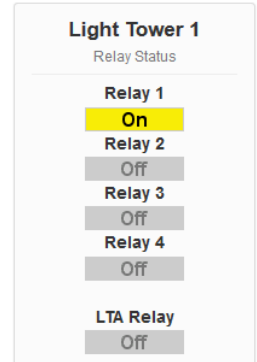 Light Tower 1
Relay Status
Relay 1
On
Relay 2
Off
Relay 3
Off
Relay 4
Off
LTA Relay
Off